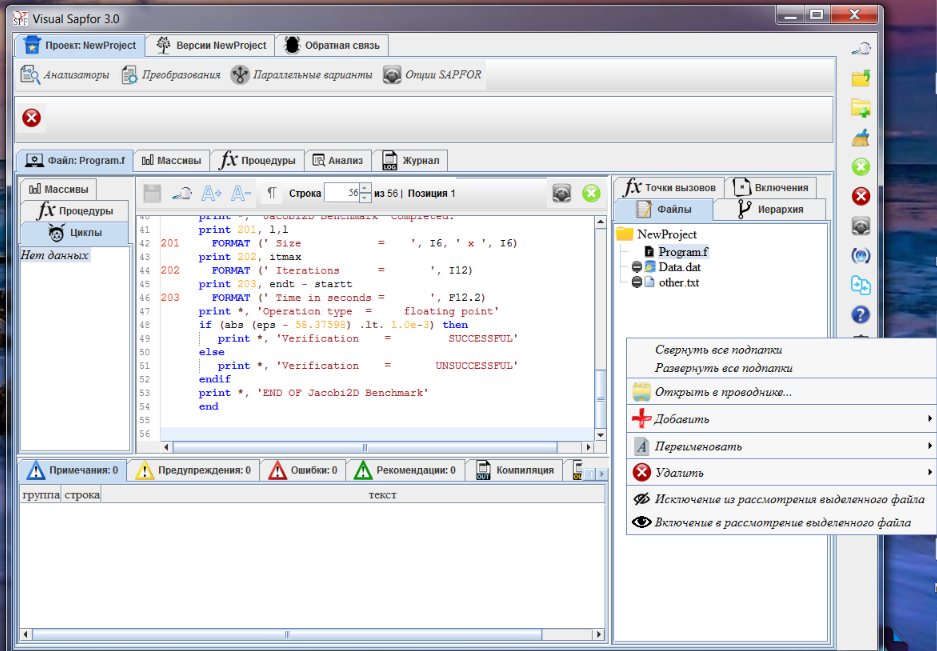 Visual Sapfor 3.0
Проект: NewProject
Версии NewProject
Обратная связь
Анализаторы
Преобразования
Параллельные варианты
Опции SAPFOR
Файл: Program.f
Массивы
Процедуры
Анализ
Журнал
Массивы
Процедуры
Циклы
Нет данных
Строка 56 из 56 | Позиция 1
40 print *, 'Jacobi2D Benchmark Completed.'
41 print 201, l,l
42 201 FORMAT (' Size = ', I6, ' x ', I6)
43 print 202, itmax
44 202 FORMAT (' Iterations = ', I12)
45 print 203, endt - startt
46 203 FORMAT (' Time in seconds = ', F12.2)
47 print *, 'Operation type = floating point'
48 if (abs (eps - 58.37598) .lt. 1.0e-3) then
49 print *, 'Verification = SUCCESSFUL'
50 else
51 print *, 'Verification = UNSUCCESSFUL'
52 endif
53 print *, 'END OF Jacobi2D Benchmark'
54 end
55
56
Точки вызовов
Включения
Файлы
Иерархия
NewProject
Program.f
Data.dat
other.txt
Свернуть все подпапки
Развернуть все подпапки
Открыть в проводнике...
Добавить
Переименовать
Удалить
Исключение из рассмотрения выделенного файла
Включение в рассмотрение выделенного файла
Примечания: 0
Предупреждения: 0
Ошибки: 0
Рекомендации: 0
Компиляция
группа строка текст